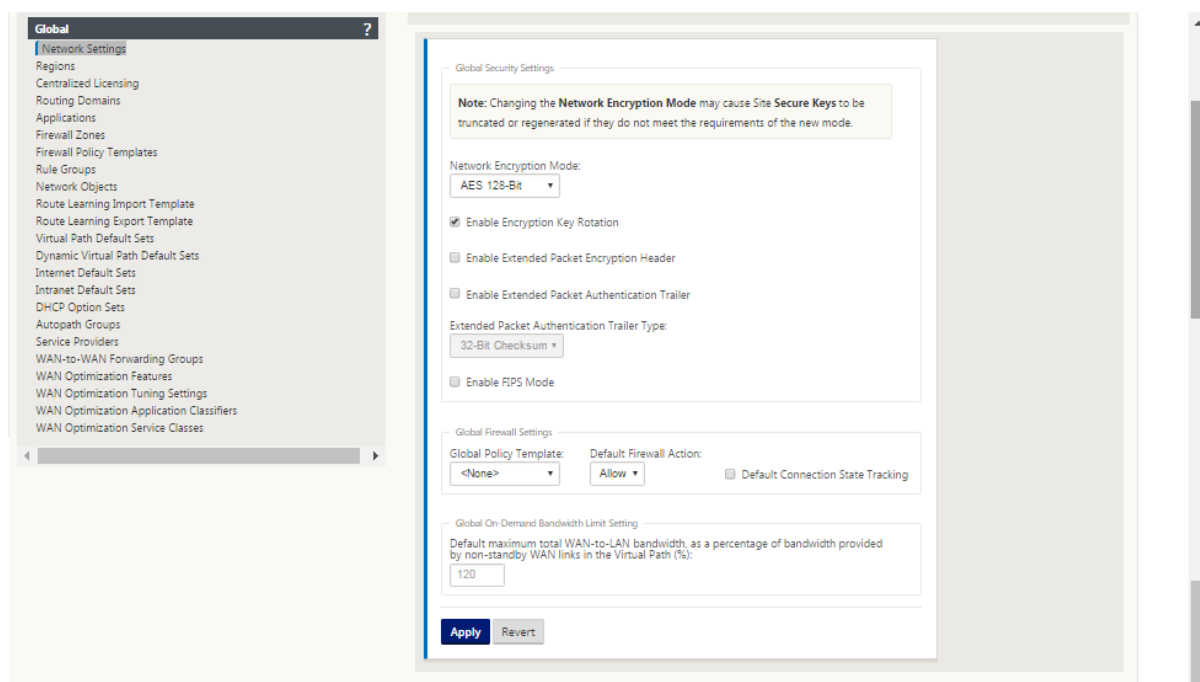 Global ?
Network Settings
Regions
Centralized Licensing
Routing Domains
Applications
Firewall Zones
Firewall Policy Templates
Rule Groups
Network Objects
Route Learning Import Template
Route Learning Export Template
Virtual Path Default Sets
Dynamic Virtual Path Default Sets
Internet Default Sets
Intranet Default Sets
DHCP Option Sets
Autopath Groups
Service Providers
WAN-to-WAN Forwarding Groups
WAN Optimization Features
WAN Optimization Tuning Settings
WAN Optimization Application Classifiers
WAN Optimization Service Classes
Global Security Settings
Note: Changing the Network Encryption Mode may cause Site Secure Keys to be
truncated or regenerated if they do not meet the requirements of the new mode.
Network Encryption Mode:
AES 128-Bit
Enable Encryption Key Rotation
Enable Extended Packet Encryption Header
Enable Extended Packet Authentication Trailer
Extended Packet Authentication Trailer Type:
32-Bit Checksum
Enable FIPS Mode
Global Firewall Settings
Global Policy Template: Default Firewall Action:
<None> Allow Default Connection State Tracking
Global On-Demand Bandwidth Limit Setting
Default maximum total WAN-to-LAN bandwidth, as a percentage of bandwidth provided
by non-standby WAN links in the Virtual Path (%):
120
Apply Revert